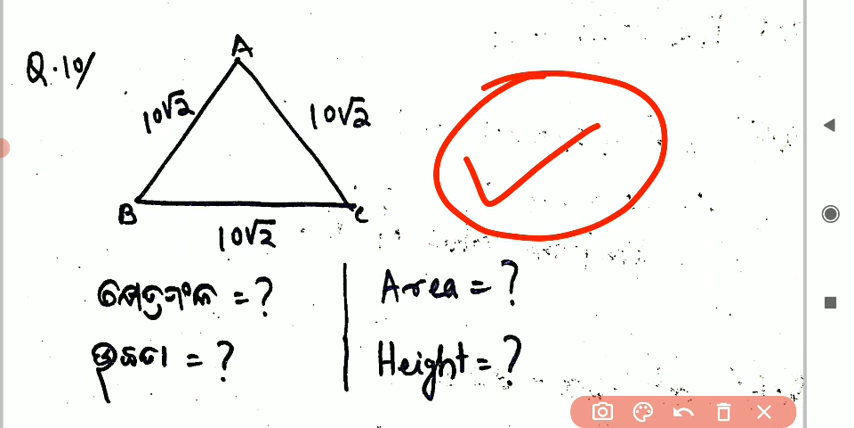 Q.10/
A
10√2
10√2
B
C
10√2
କ୍ଷେତ୍ରଫଳ = ?
ଉଚ୍ଚତା = ?
Area = ?
Height = ?